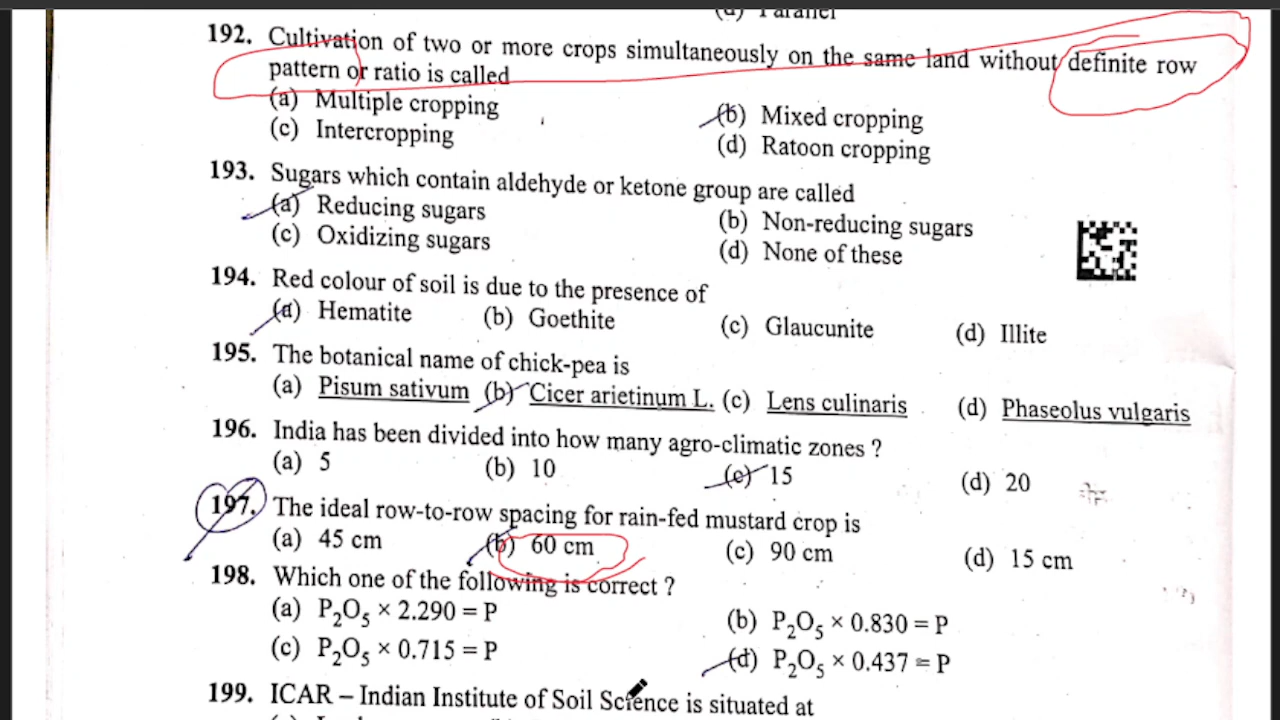 (d) Parallel
192. Cultivation of two or more crops simultaneously on the same land without definite row
pattern or ratio is called
(a) Multiple cropping (b) Mixed cropping
(c) Intercropping (d) Ratoon cropping
193. Sugars which contain aldehyde or ketone group are called
(a) Reducing sugars (b) Non-reducing sugars
(c) Oxidizing sugars (d) None of these
194. Red colour of soil is due to the presence of
(a) Hematite (b) Goethite (c) Glaucunite (d) Illite
195. The botanical name of chick-pea is
(a) Pisum sativum (b) Cicer arietinum L. (c) Lens culinaris (d) Phaseolus vulgaris
196. India has been divided into how many agro-climatic zones ?
(a) 5 (b) 10 (c) 15 (d) 20
197. The ideal row-to-row spacing for rain-fed mustard crop is
(a) 45 cm (b) 60 cm (c) 90 cm (d) 15 cm
198. Which one of the following is correct ?
(a) P₂O₅ × 2.290 = P (b) P₂O₅ × 0.830 = P
(c) P₂O₅ × 0.715 = P (d) P₂O₅ × 0.437 = P
199. ICAR – Indian Institute of Soil Science is situated at